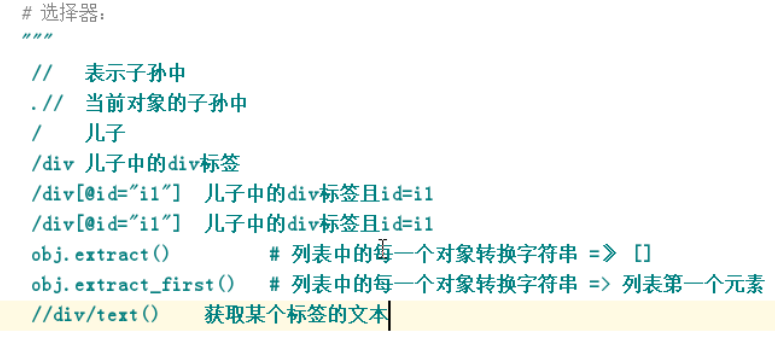 # 选择器:
"""
//   表示子孙中
.//  当前对象的子孙中
/    儿子
/div 儿子中的div标签
/div[@id="i1"]  儿子中的div标签且id=i1
/div[@id="i1"]  儿子中的div标签且id=i1
obj.extract()         # 列表中的每一个对象转换字符串 =》 []
obj.extract_first()   # 列表中的每一个对象转换字符串 => 列表第一个元素
//div/text()    获取某个标签的文本